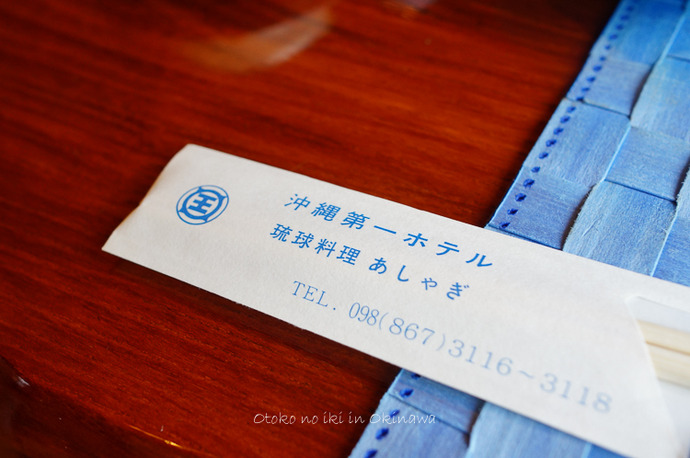 沖縄第一ホテル
琉球料理 あしゃぎ
TEL. 098(867)3116~3118
Otoko no iki in Okinawa